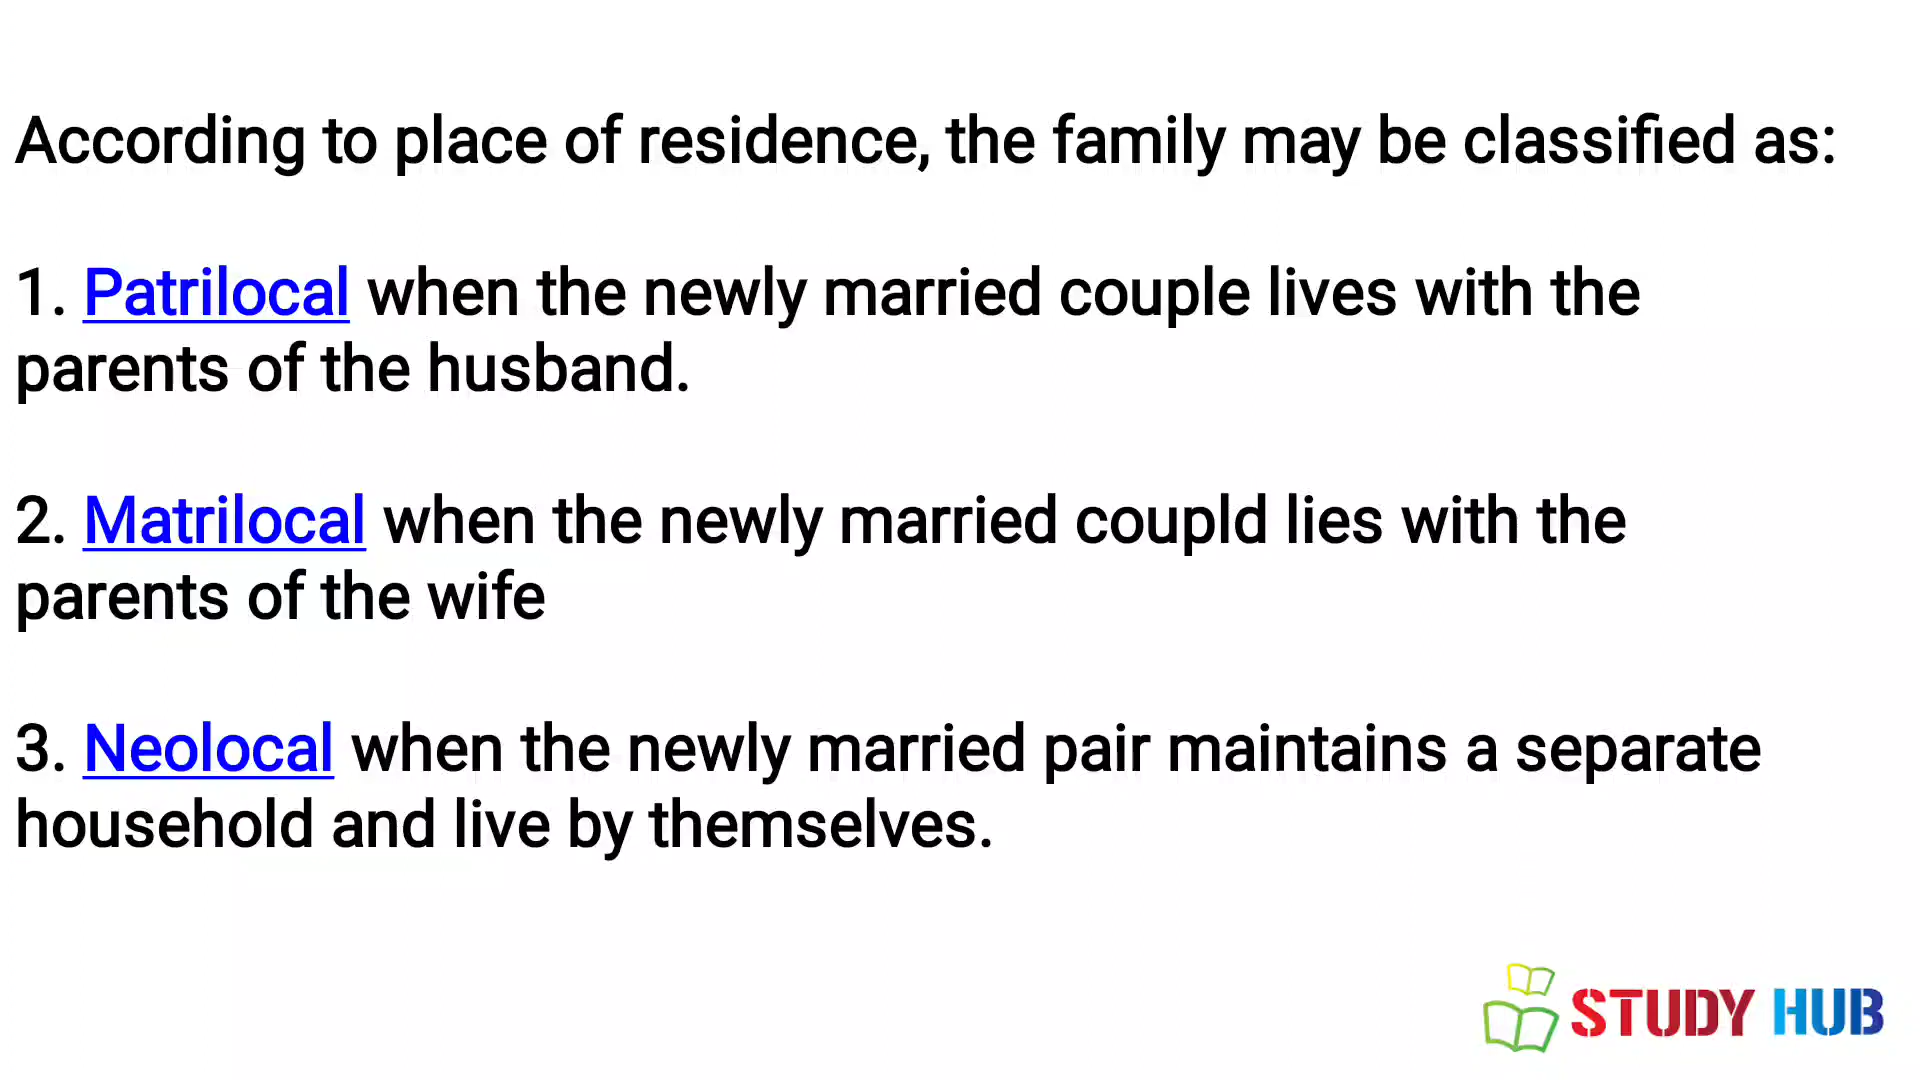 According to place of residence, the family may be classified as:
1. Patrilocal when the newly married couple lives with the
parents of the husband.
2. Matrilocal when the newly married coupld lies with the
parents of the wife
3. Neolocal when the newly married pair maintains a separate
household and live by themselves.
STUDY HUB